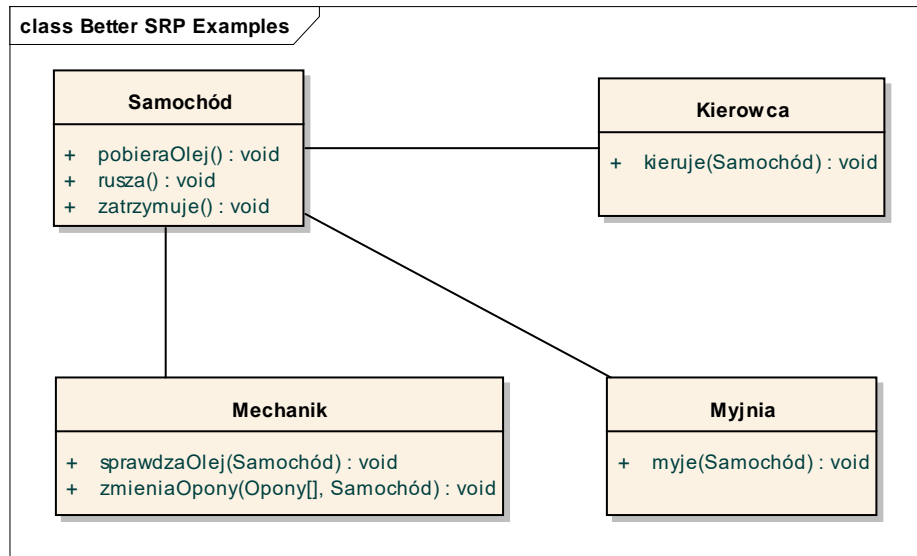 class Better SRP Examples
Samochód
+ pobieraOlej() : void
+ rusza() : void
+ zatrzymuje() : void
Kierowca
+ kieruje(Samochód) : void
Mechanik
+ sprawdzaOlej(Samochód) : void
+ zmieniaOpony(Opony[], Samochód) : void
Myjnia
+ myje(Samochód) : void